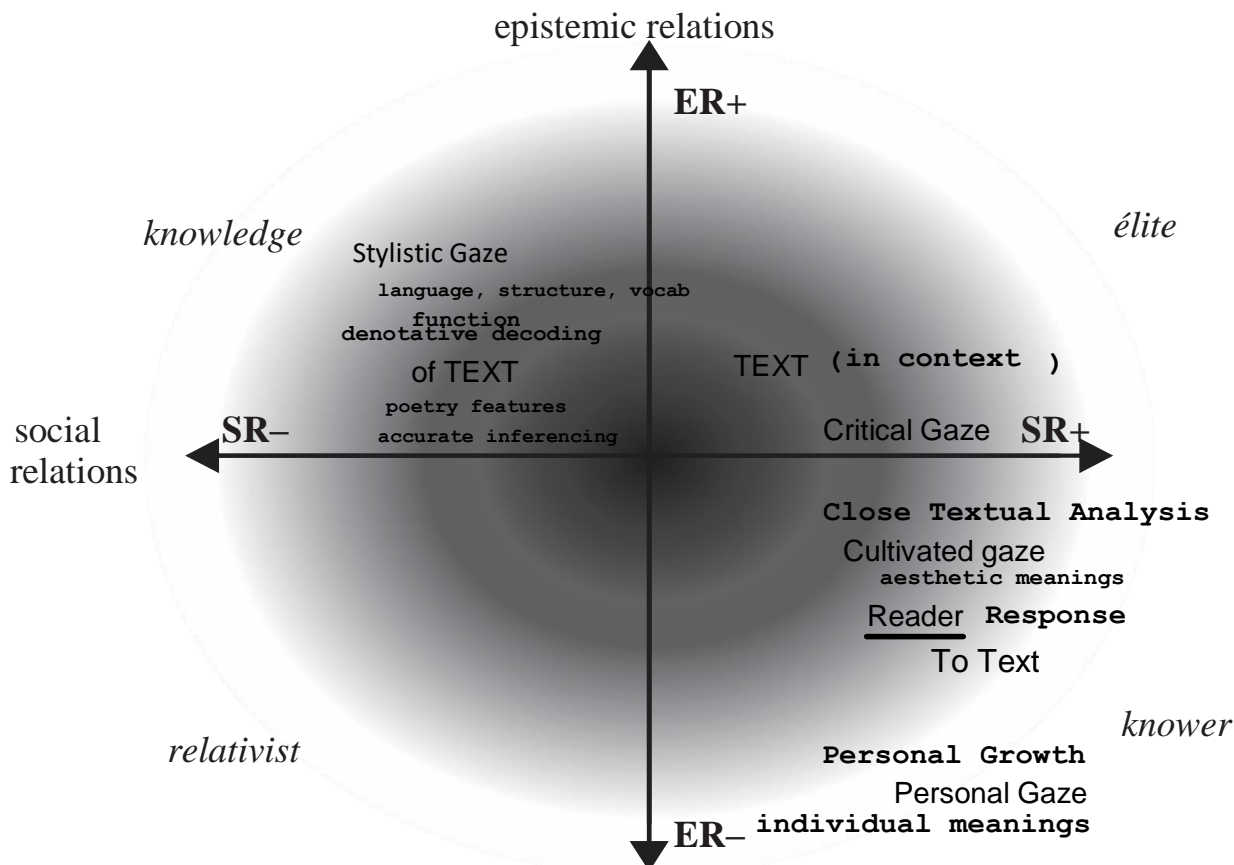 epistemic relations
ER+
knowledge
élite
Stylistic Gaze
language, structure, vocab
function
denotative decoding
of TEXT
TEXT (in context )
poetry features
accurate inferencing
social
relations
SR–
Critical Gaze
SR+
Close Textual Analysis
Cultivated gaze
aesthetic meanings
Reader Response
To Text
relativist
knower
Personal Growth
Personal Gaze
individual meanings
ER–